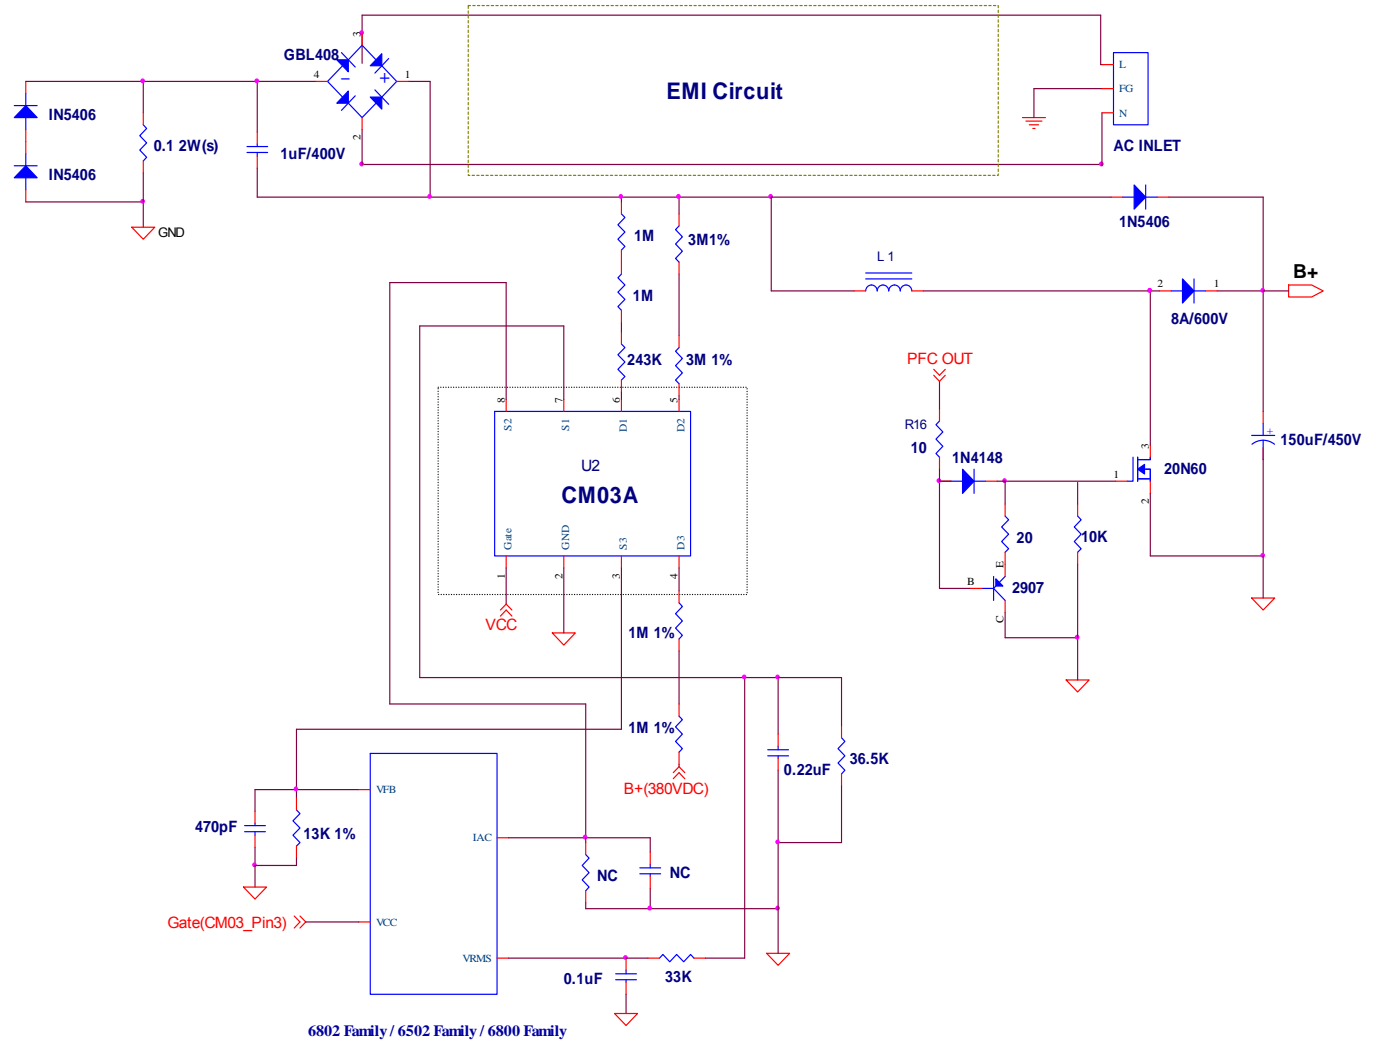 GBL408
3
4
1
2
EMI Circuit
L
FG
N
AC INLET
IN5406
IN5406
0.1 2W(s)
1uF/400V
GND
1N5406
1M
3M1%
L 1
B+
1M
2
1
8A/600V
243K
3M 1%
PFC OUT
8
7
6
5
S2
S1
D1
D2
R16
10
150uF/450V
U2
CM03A
1N4148
3
20N60
1
2
Gate
GND
S3
D3
20
10K
1
2
3
4
E
B
2907
C
VCC
1M 1%
1M 1%
36.5K
0.22uF
B+(380VDC)
VFB
470pF
13K 1%
IAC
NC
NC
Gate(CM03_Pin3)
VCC
VRMS
0.1uF
33K
6802 Family / 6502 Family / 6800 Family